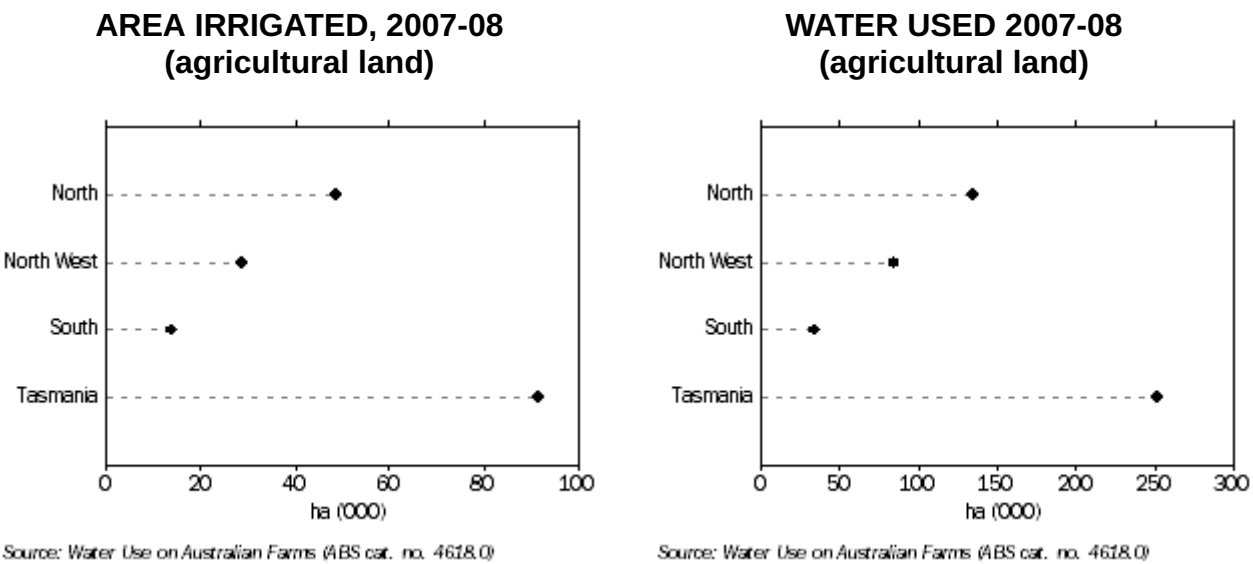 AREA IRRIGATED, 2007-08
(agricultural land)
North
North West
South
Tasmania
0 20 40 60 80 100
ha (000)
Source: Water Use on Australian Farms (ABS cat. no. 4618.0)
WATER USED 2007-08
(agricultural land)
North
North West
South
Tasmania
0 50 100 150 200 250 300
ha (000)
Source: Water Use on Australian Farms (ABS cat. no. 4618.0)